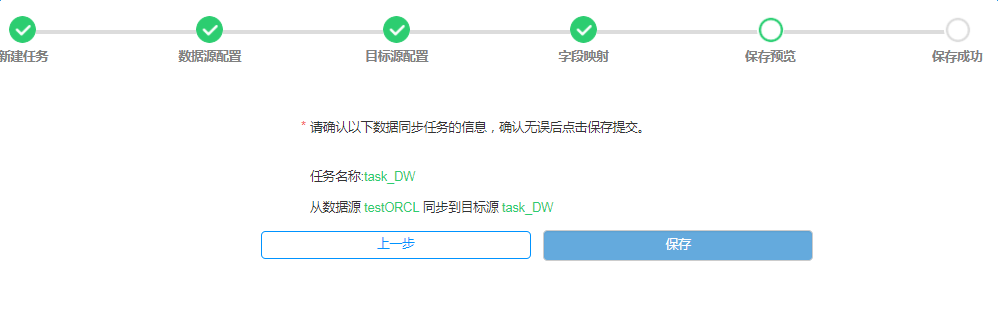 新建任务 数据源配置 目标源配置 字段映射 保存预览 保存成功
* 请确认以下数据同步任务的信息，确认无误后点击保存提交。
任务名称:task_DW
从数据源 testORCL 同步到目标源 task_DW
上一步 保存